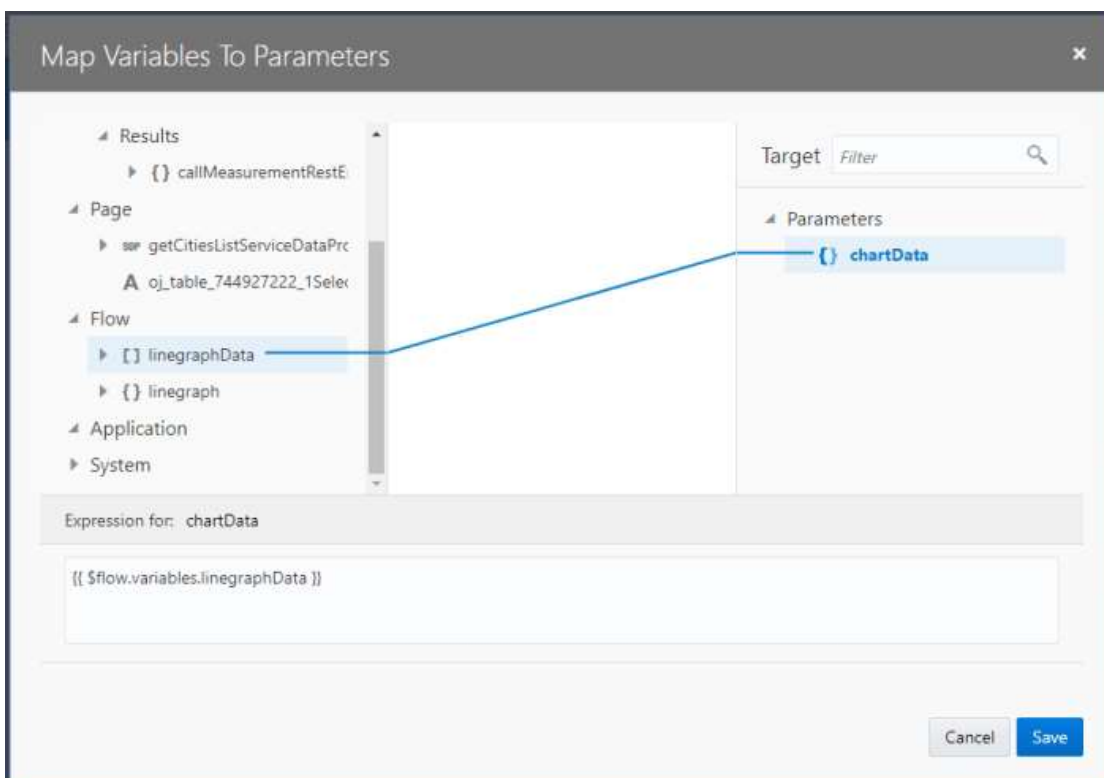 Map Variables To Parameters
Results
{} callMeasurementRestE
Page
getCitiesListServiceDataPrc
A oj_table_744927222_1Selec
Flow
[] linegraphData
{} linegraph
Application
System
Target Filter
Parameters
{} chartData
Expression for: chartData
{{ $flow.variables.linegraphData }}
Cancel Save